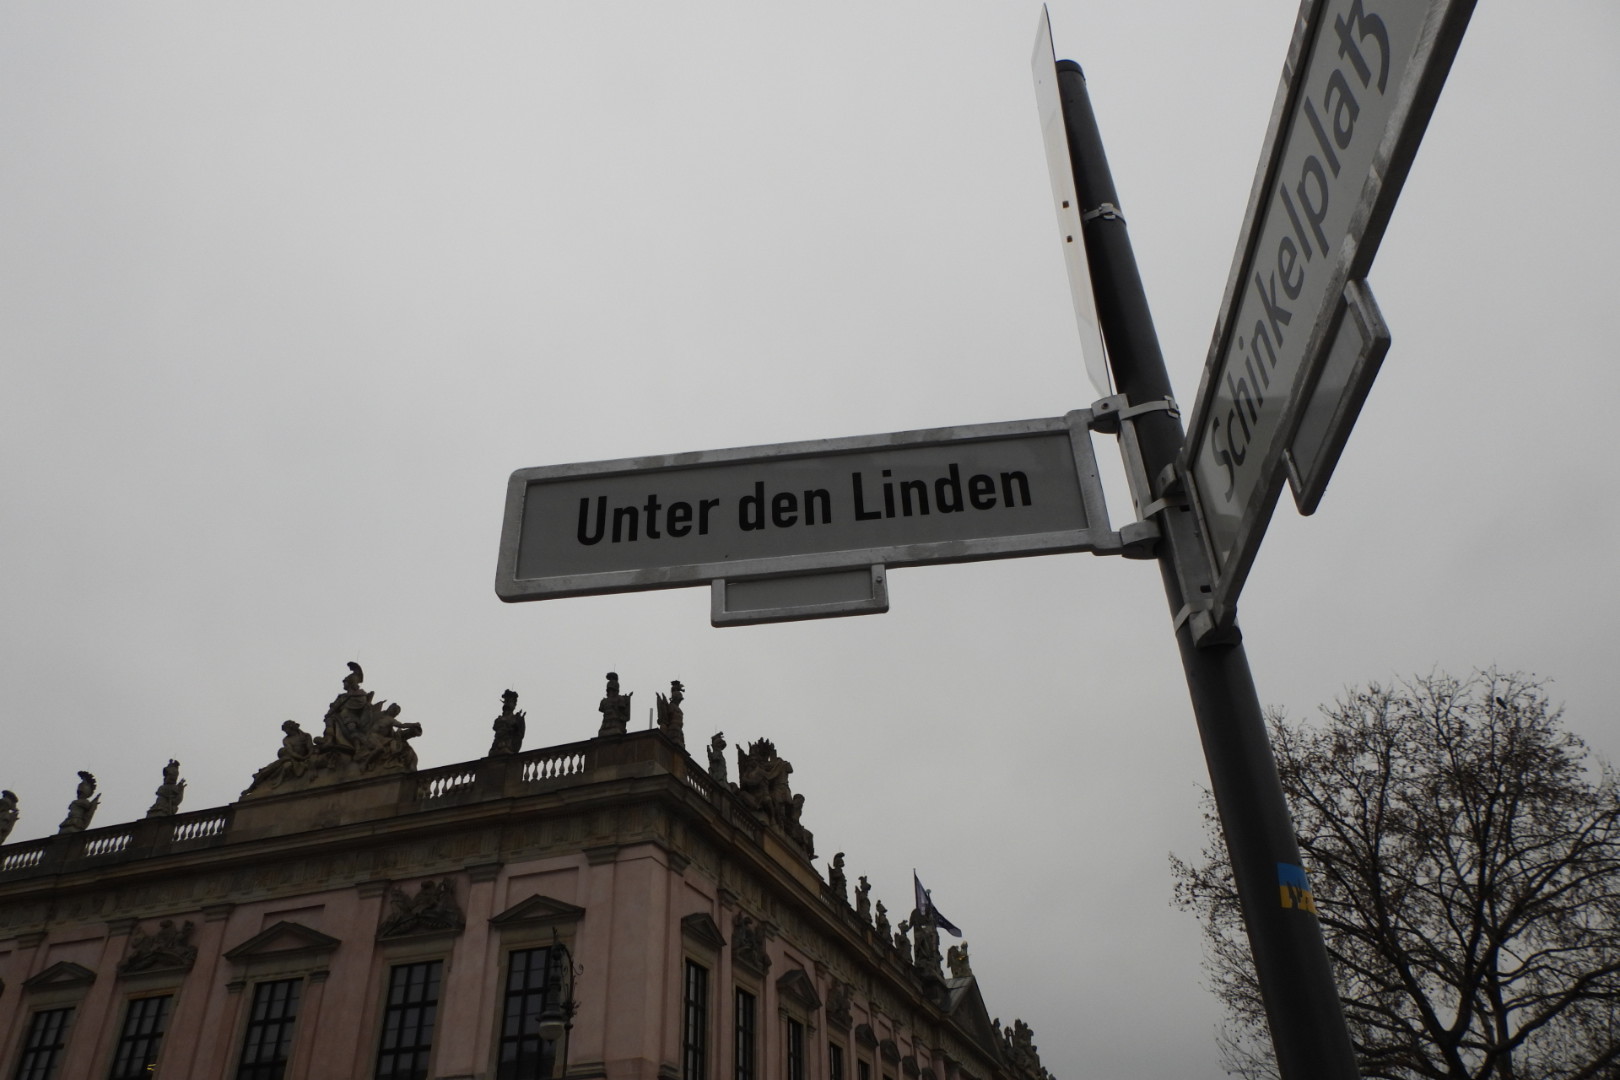 Unter den Linden
Schinkelplatz